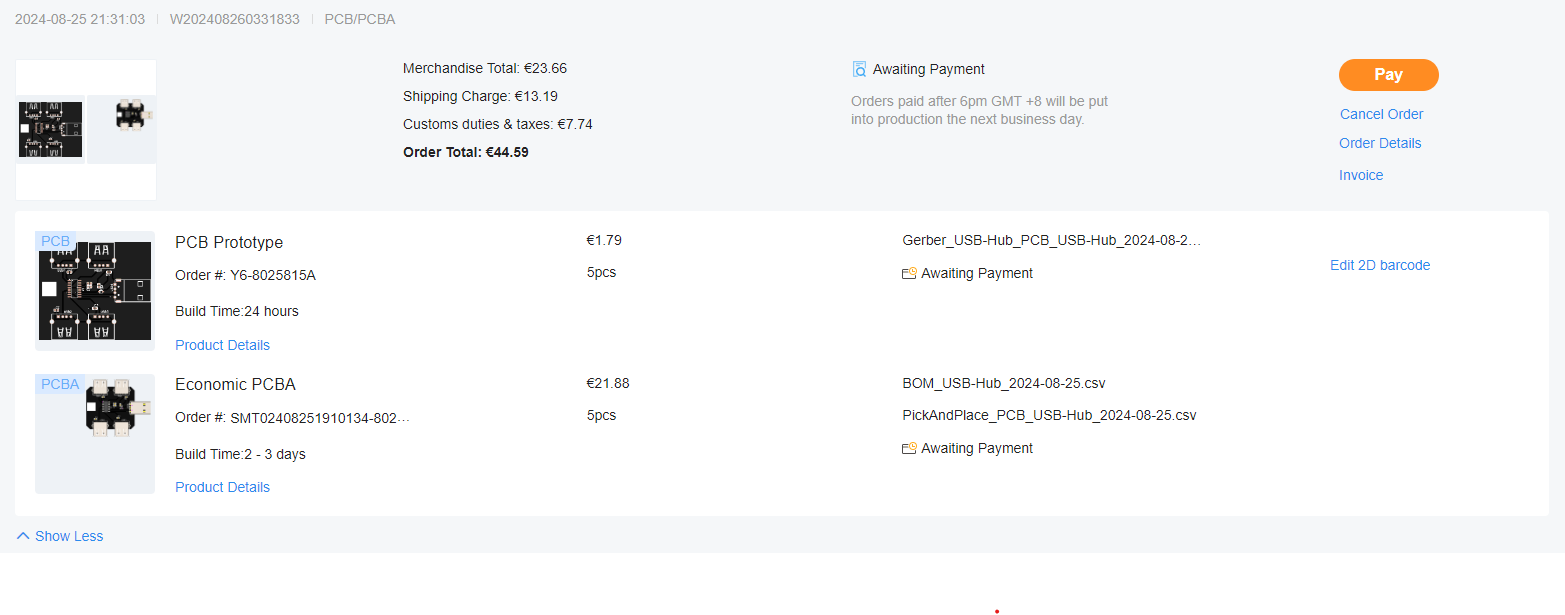 2024-08-25 21:31:03 W202408260331833 PCB/PCBA
Merchandise Total: €23.66
Shipping Charge: €13.19
Customs duties & taxes: €7.74
Order Total: €44.59
Awaiting Payment
Orders paid after 6pm GMT +8 will be put
into production the next business day.
Pay
Cancel Order
Order Details
Invoice
PCB
PCB Prototype
Order #: Y6-8025815A
Build Time:24 hours
Product Details
€1.79
5pcs
Gerber_USB-Hub_PCB_USB-Hub_2024-08-2...
Awaiting Payment
Edit 2D barcode
PCBA
Economic PCBA
Order #: SMT02408251910134-802...
Build Time:2 - 3 days
Product Details
€21.88
5pcs
BOM_USB-Hub_2024-08-25.csv
PickAndPlace_PCB_USB-Hub_2024-08-25.csv
Awaiting Payment
Show Less